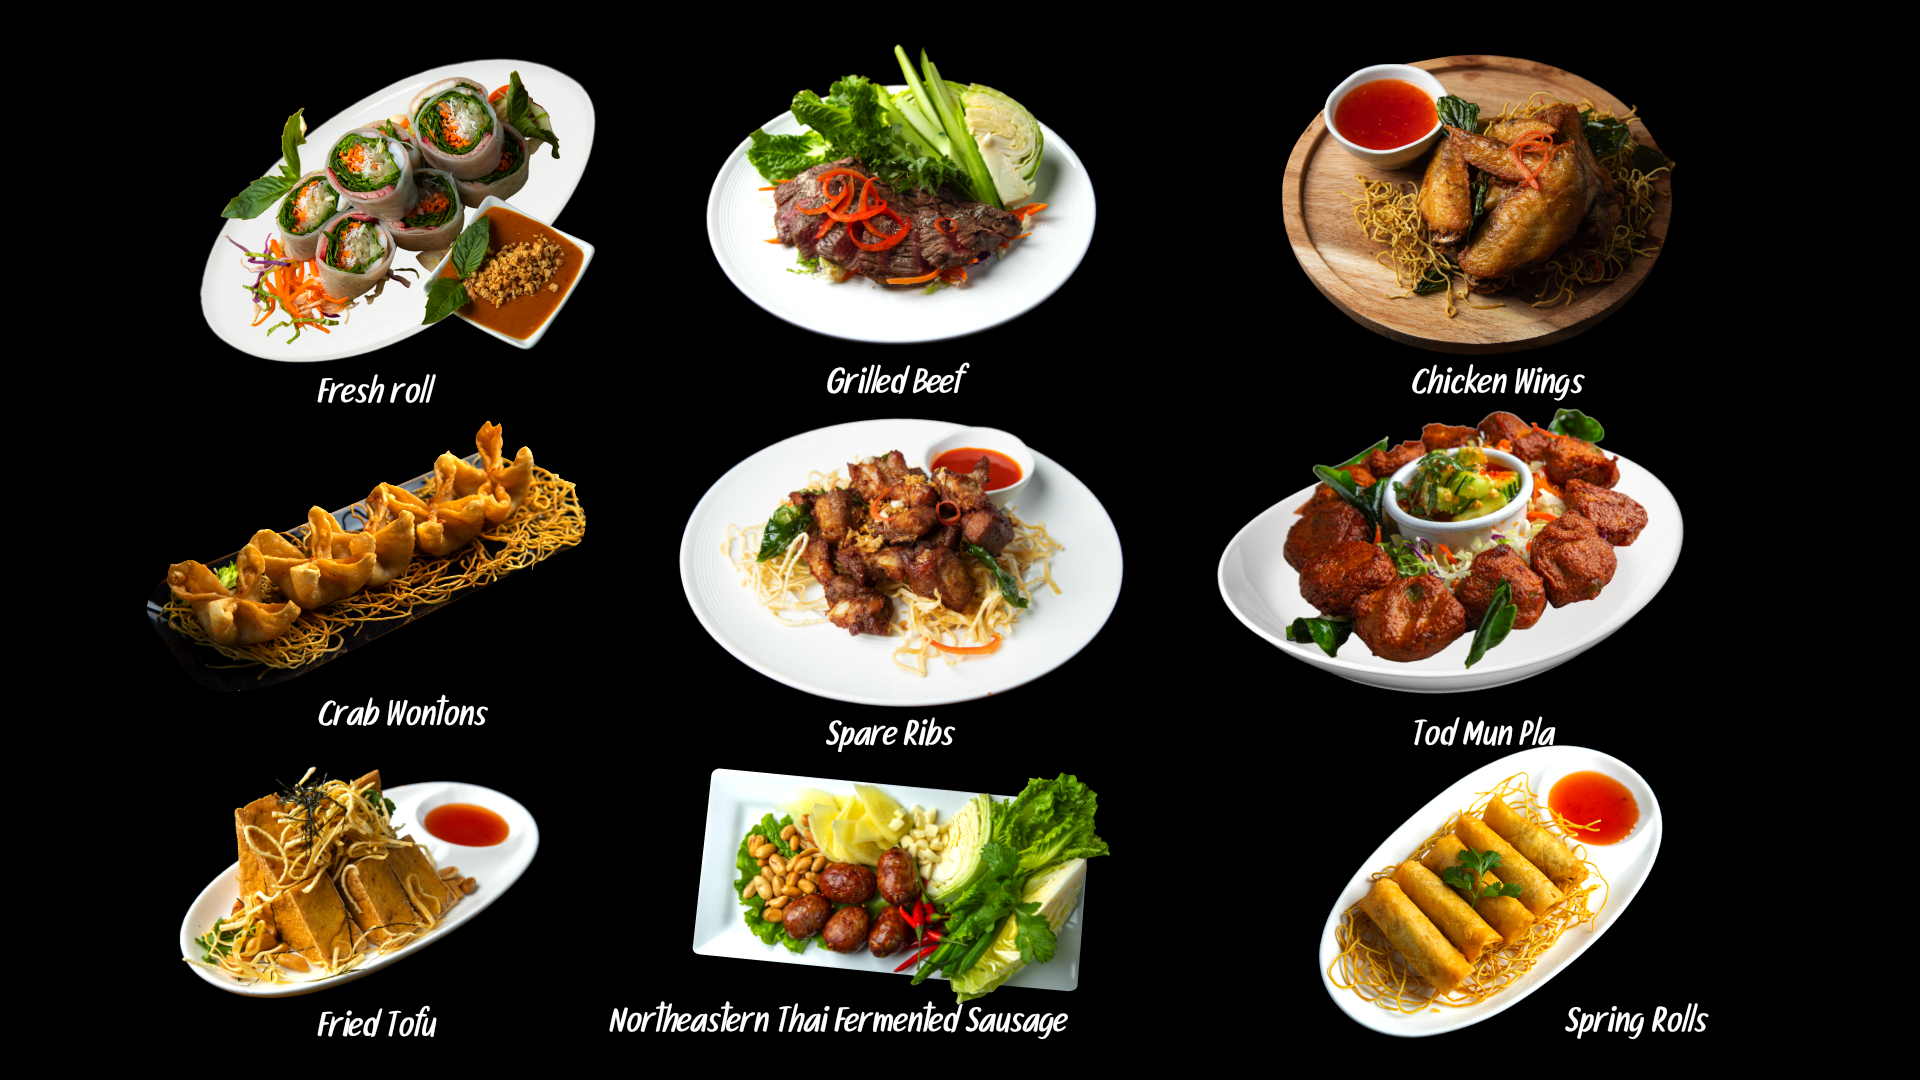 Fresh roll
Grilled Beef
Chicken Wings
Crab Wontons
Spare Ribs
Tod Mun Pla
Fried Tofu
Northeastern Thai Fermented Sausage
Spring Rolls